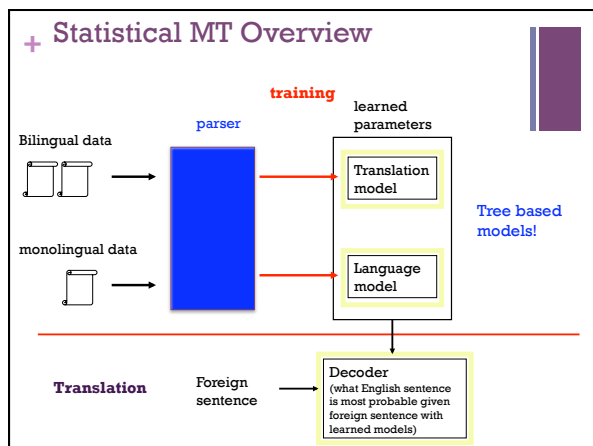 + Statistical MT Overview
training
learned
parameters
parser
Bilingual data
Translation
model
Tree based
models!
monolingual data
Language
model
Translation
Foreign
sentence
Decoder
(what English sentence
is most probable given
foreign sentence with
learned models)